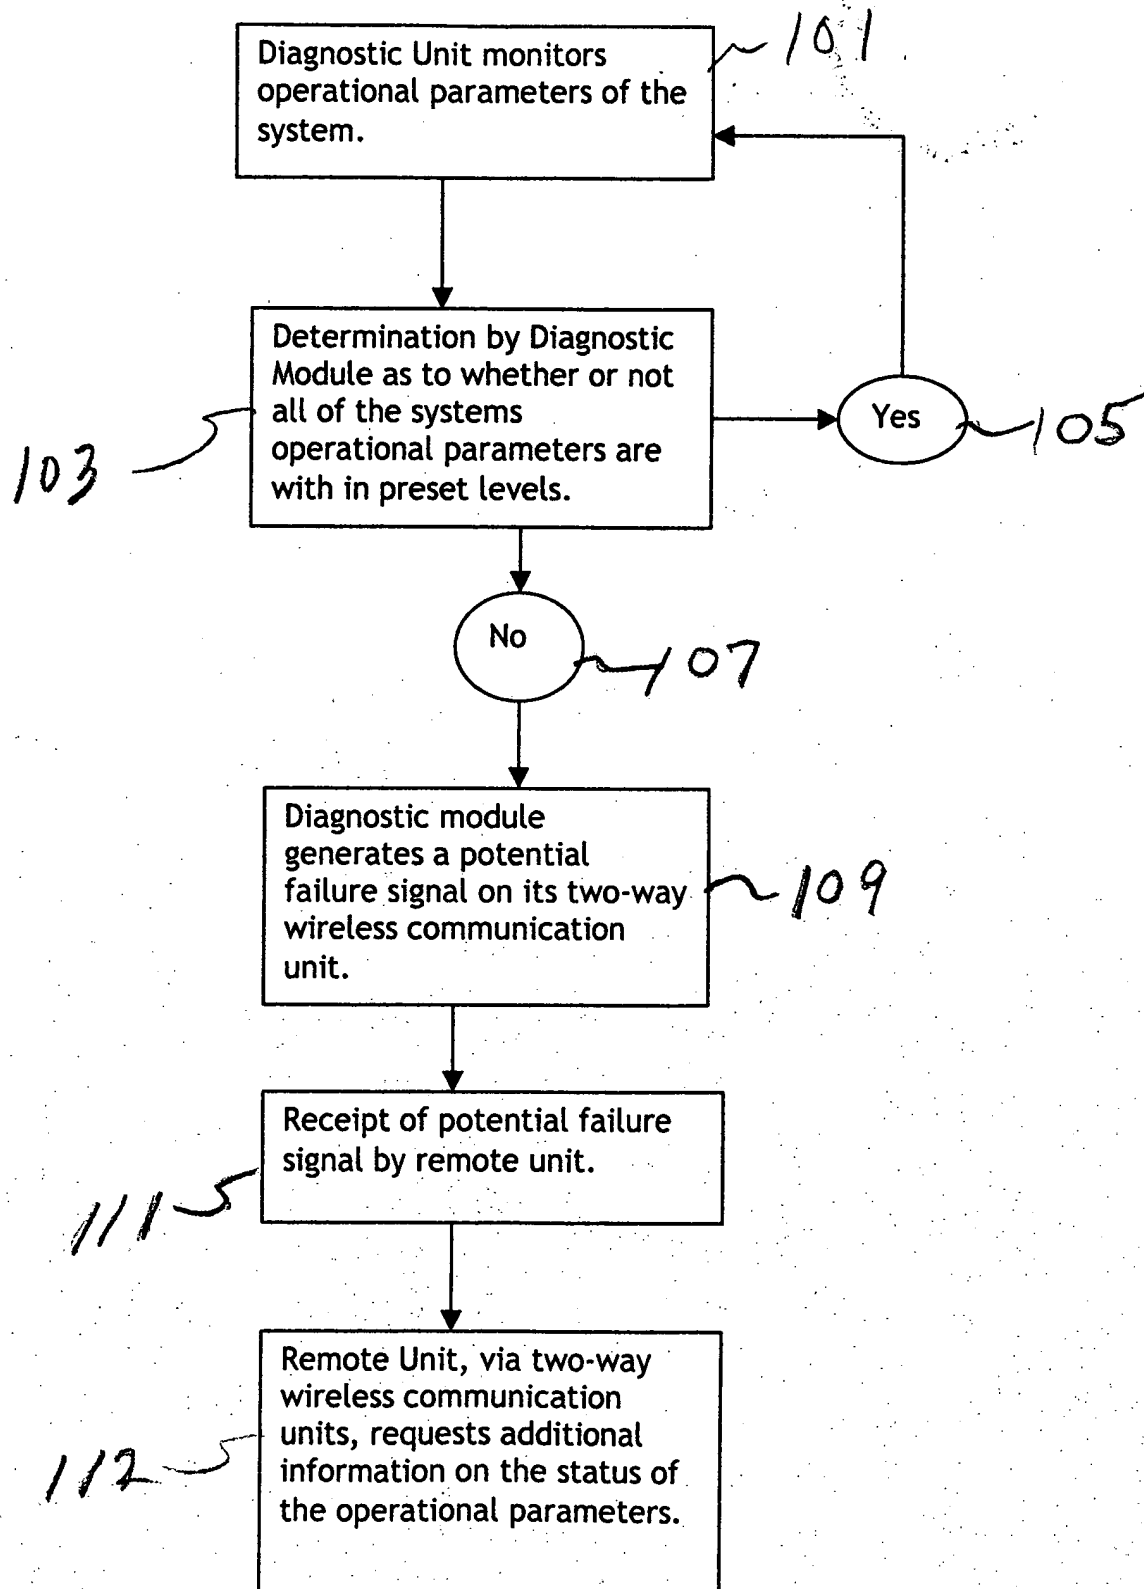 Diagnostic Unit monitors
operational parameters of the
system.
101
Determination by Diagnostic
Module as to whether or not
all of the systems
operational parameters are
with in preset levels.
103
Yes
105
No
107
Diagnostic module
generates a potential
failure signal on its two-way
wireless communication
unit.
109
Receipt of potential failure
signal by remote unit.
111
Remote Unit, via two-way
wireless communication
units, requests additional
information on the status of
the operational parameters.
112